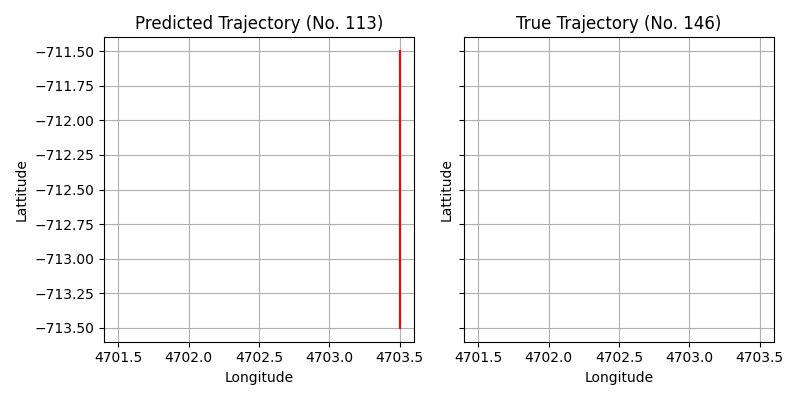 Predicted Trajectory (No. 113)
−711.50
−711.75
−712.00
−712.25
−712.50
−712.75
−713.00
−713.25
−713.50
Lattitude
4701.5 4702.0 4702.5 4703.0 4703.5
Longitude
True Trajectory (No. 146)
Lattitude
4701.5 4702.0 4702.5 4703.0 4703.5
Longitude